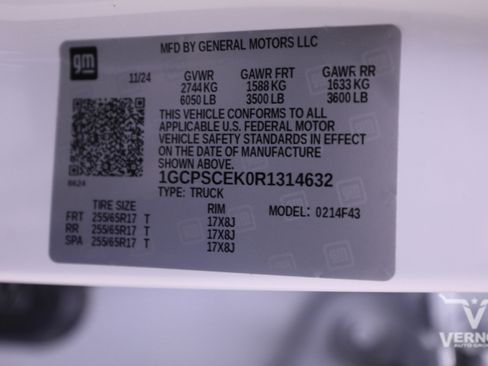 gm
MFD BY GENERAL MOTORS LLC
11/24 GVWR GAWR FRT GAWR RR
2744 KG 1588 KG 1633 KG
6050 LB 3500 LB 3600 LB
THIS VEHICLE CONFORMS TO ALL
APPLICABLE U.S. FEDERAL MOTOR
VEHICLE SAFETY STANDARDS IN EFFECT
ON THE DATE OF MANUFACTURE
SHOWN ABOVE.
1GCPSCEK0R1314632
TYPE: TRUCK
TIRE SIZE RIM MODEL: 0214F43
FRT 255/65R17 T 17X8J
RR 255/65R17 T 17X8J
SPA 255/65R17 T 17X8J